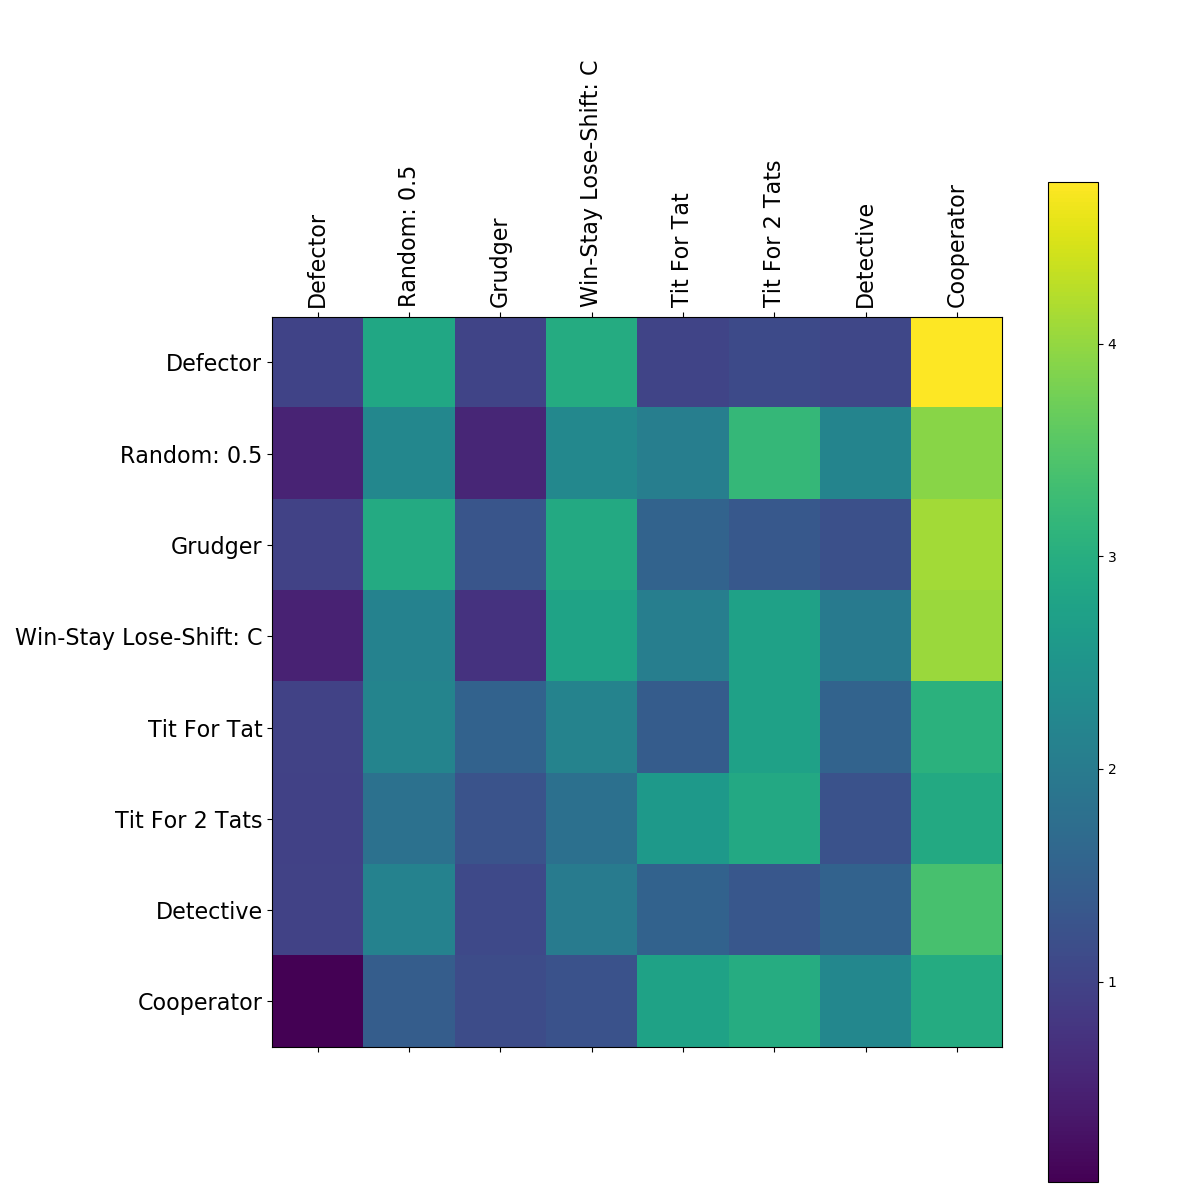 Defector
Random: 0.5
Grudger
Win-Stay Lose-Shift: C
Tit For Tat
Tit For 2 Tats
Detective
Cooperator
Defector
Random: 0.5
Grudger
Win-Stay Lose-Shift: C
Tit For Tat
Tit For 2 Tats
Detective
Cooperator
4
3
2
1